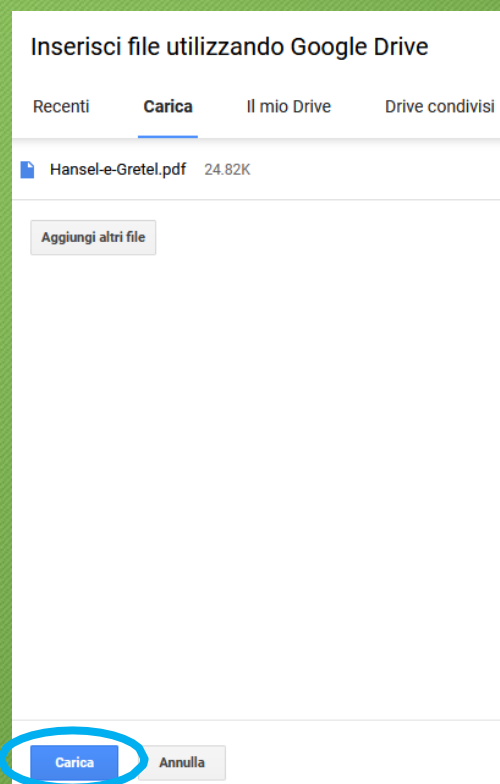 Inserisci file utilizzando Google Drive
Recenti Carica Il mio Drive Drive condivisi
Hansel-e-Gretel.pdf 24.82K
Aggiungi altri file
Carica Annulla